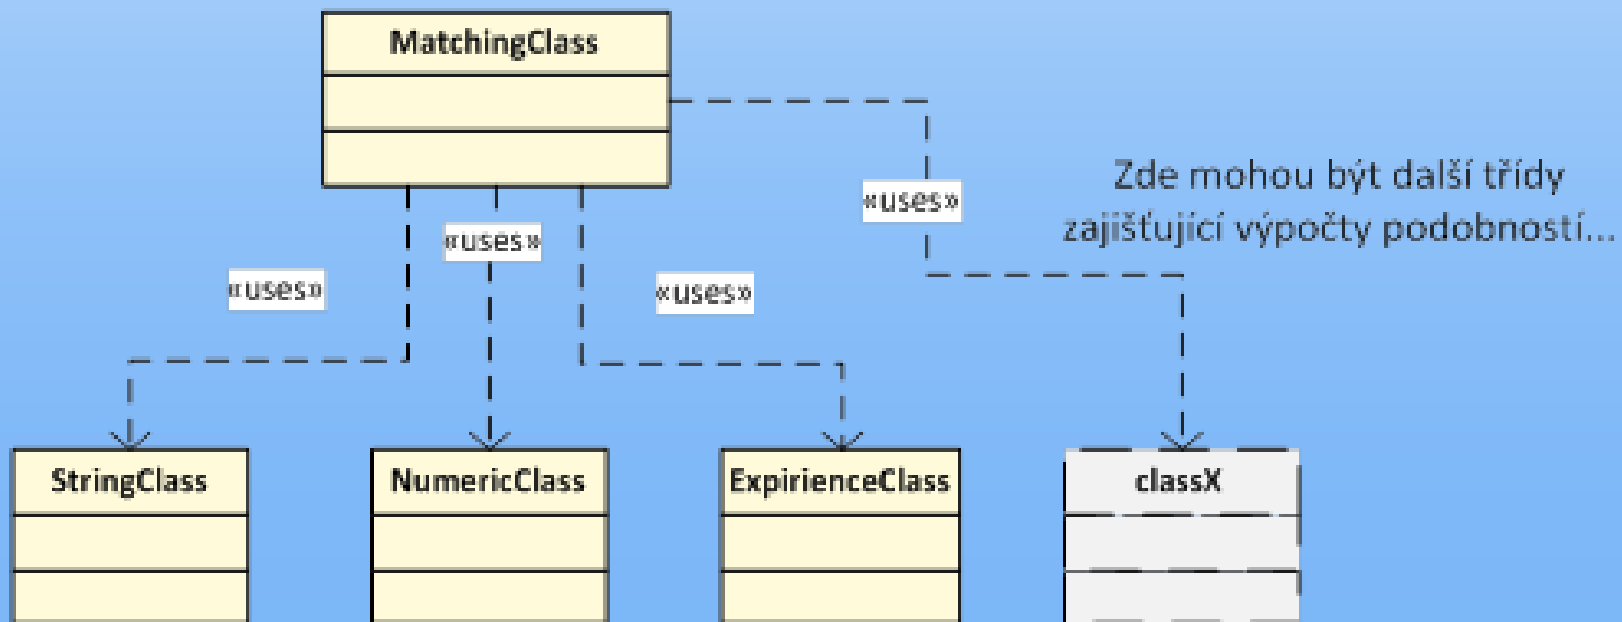 MatchingClass
«uses»
Zde mohou být další třídy
zajišťující výpočty podobností...
«uses»
«uses»
«uses»
StringClass
NumericClass
ExpirienceClass
classX